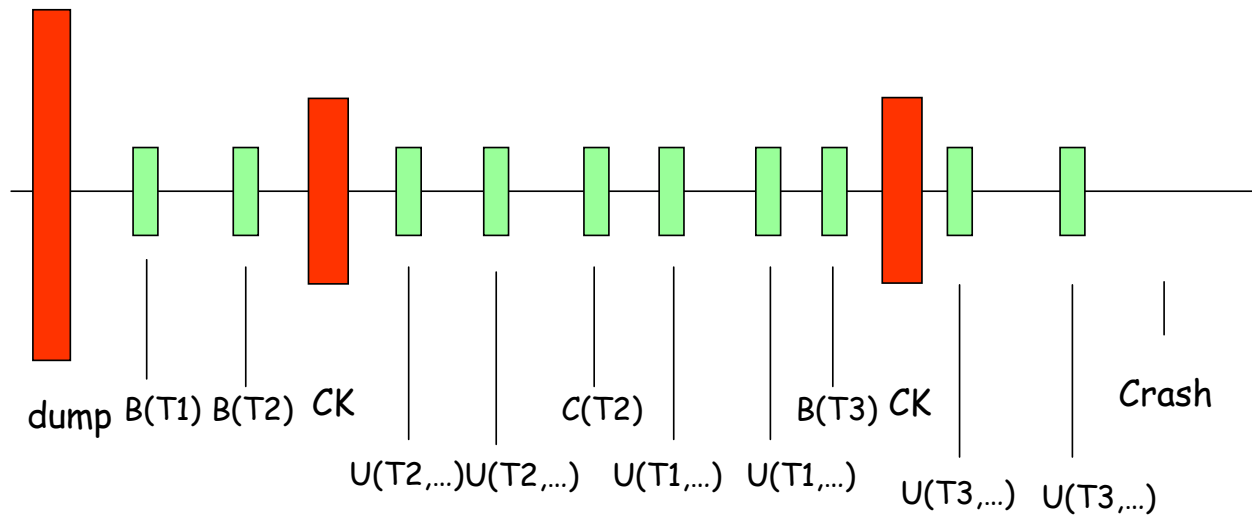 dump B(T1) B(T2) CK C(T2) B(T3) CK Crash
U(T2,...) U(T2,...) U(T1,...) U(T1,...) U(T3,...) U(T3,...)